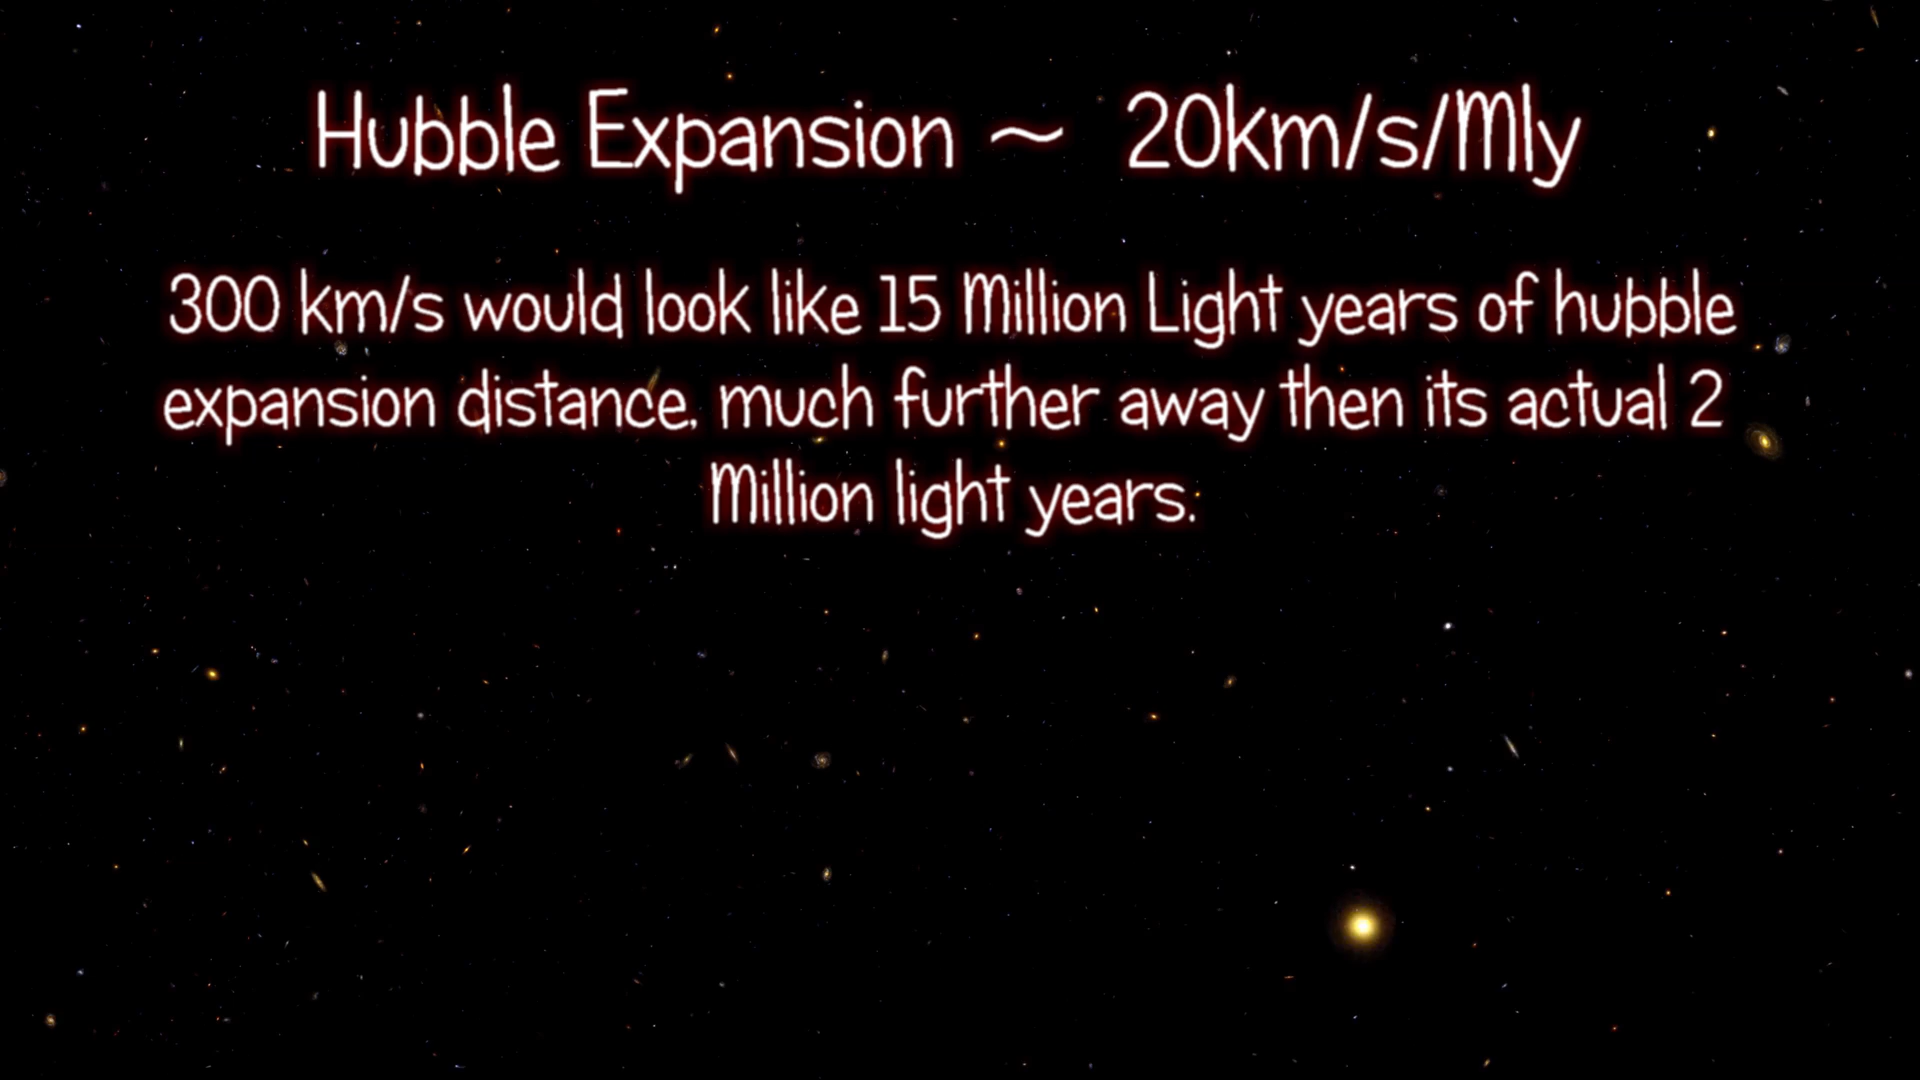 Hubble Expansion ~ 20km/s/Mly
300 km/s would look like 15 Million Light years of hubble
expansion distance, much further away then its actual 2
Million light years.